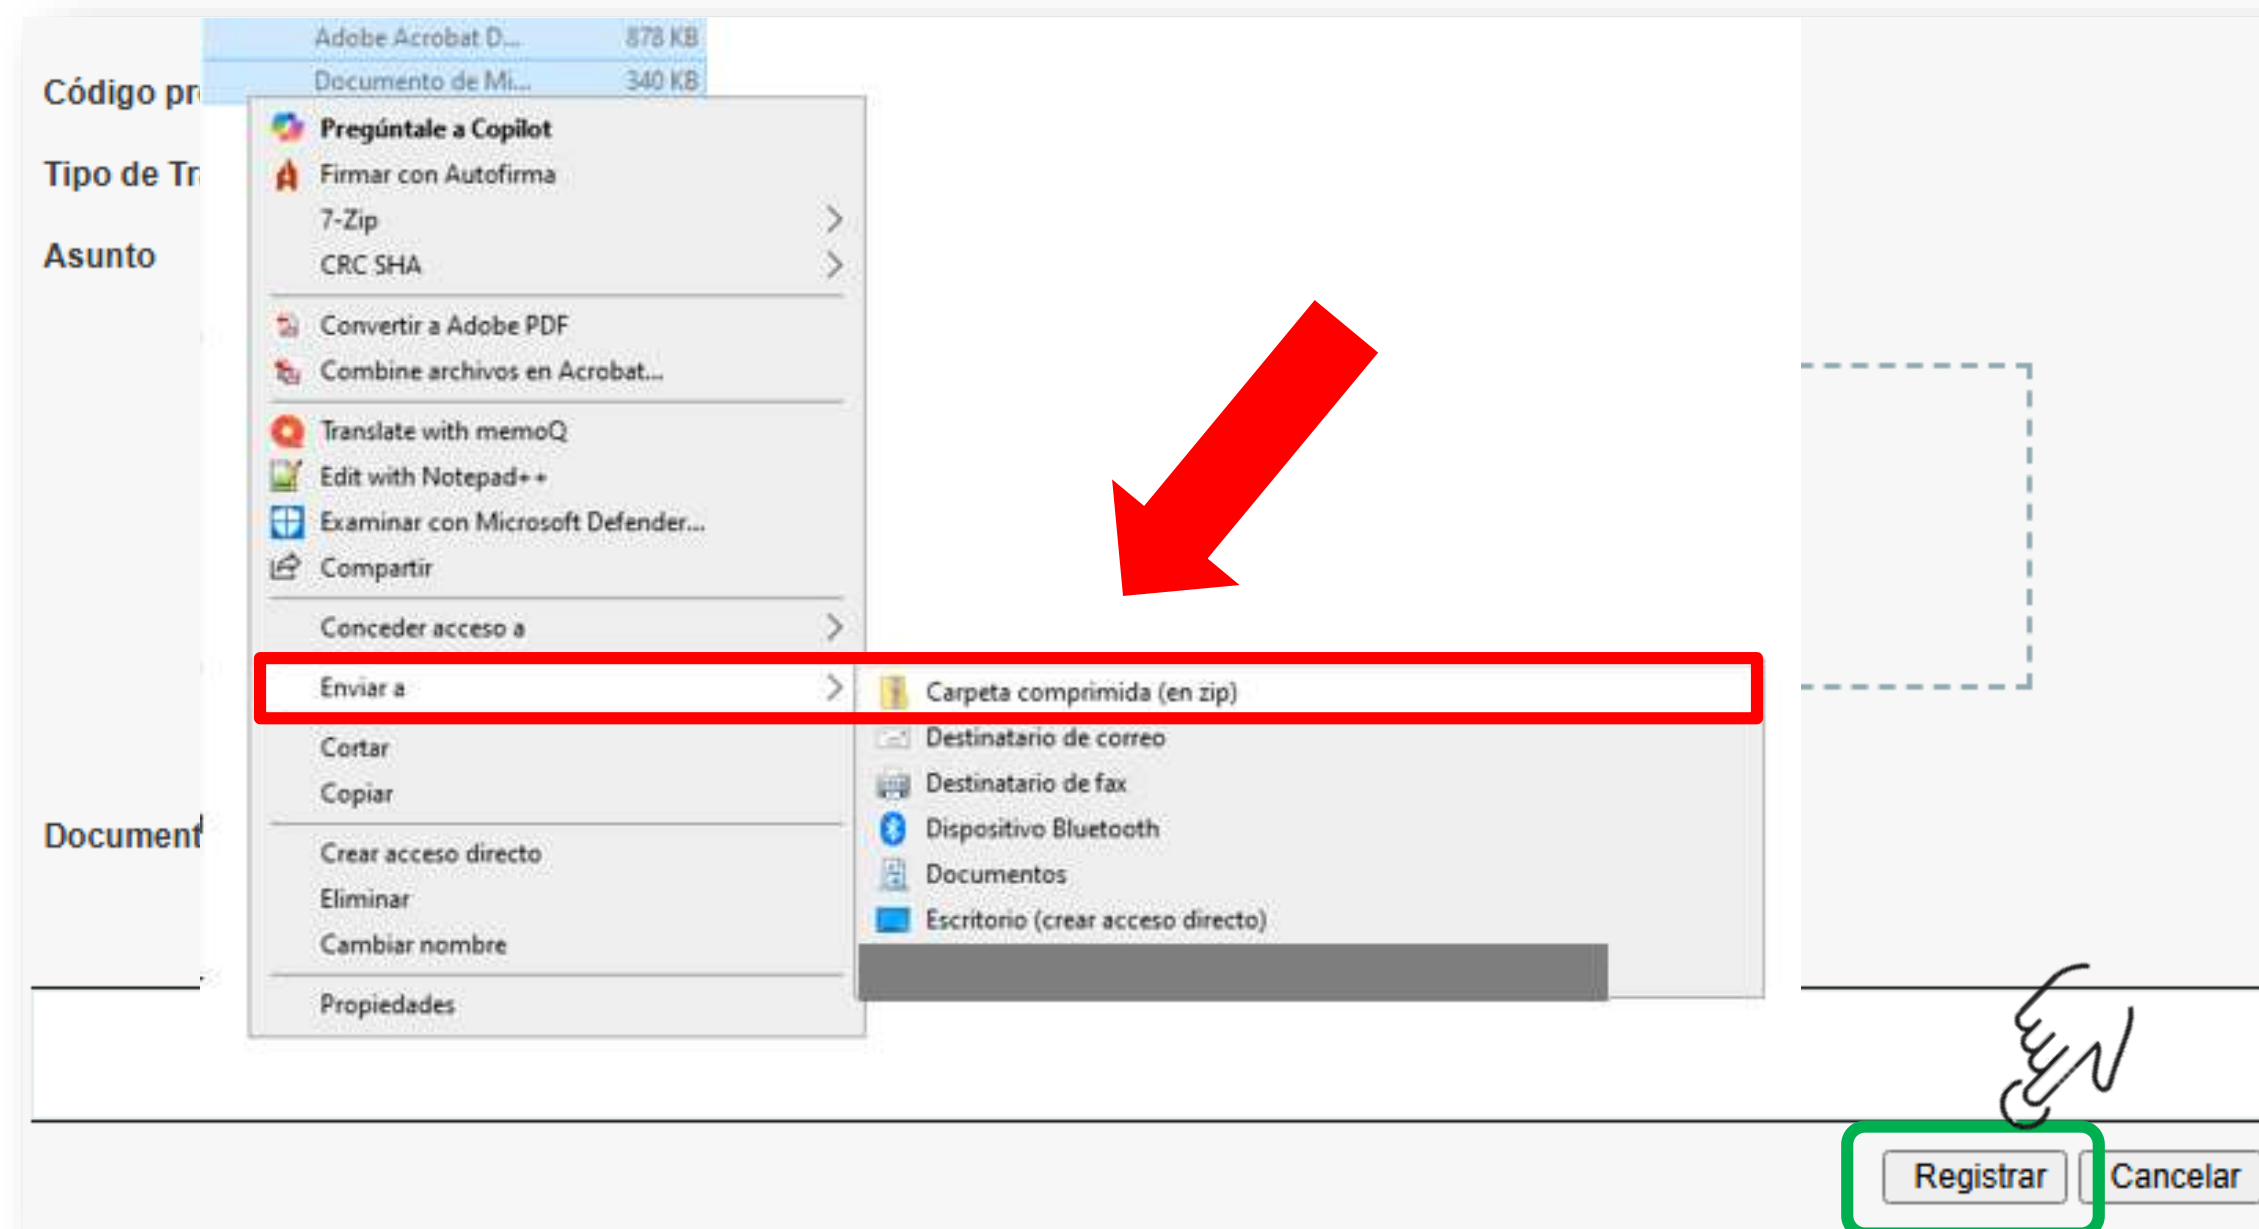 Adobe Acrobat D... 878 KB
Documento de Mi... 340 KB
Código pr
Pregúntale a Copilot
Tipo de Tr
Firmar con Autofirma
7-Zip
Asunto
CRC SHA
Convertir a Adobe PDF
Combine archivos en Acrobat...
Translate with memoQ
Edit with Notepad++
Examinar con Microsoft Defender...
Compartir
Conceder acceso a
Enviar a
Carpeta comprimida (en zip)
Cortar
Destinatario de correo
Copiar
Destinatario de fax
Document
Dispositivo Bluetooth
Crear acceso directo
Documentos
Eliminar
Escritorio (crear acceso directo)
Cambiar nombre
Propiedades
Registrar
Cancelar